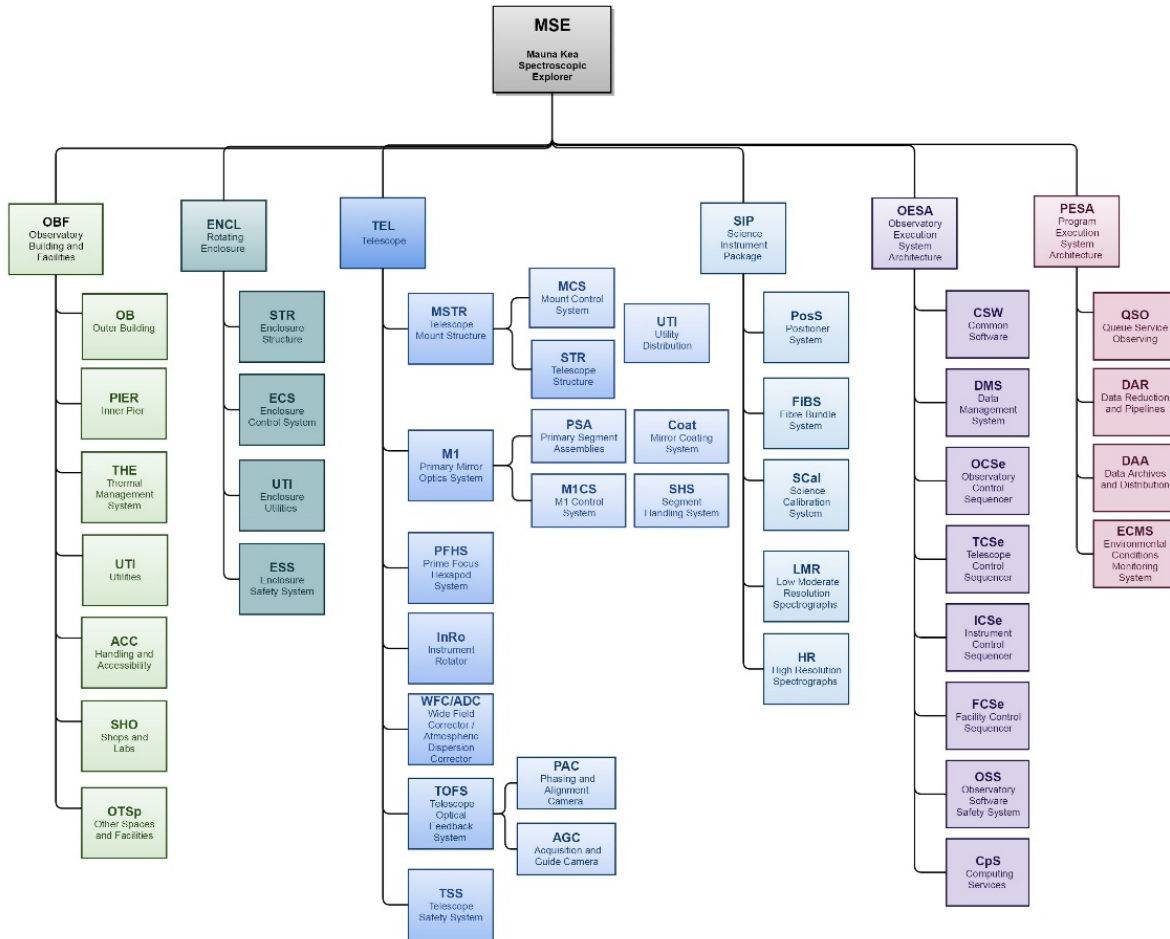 MSE
Mauna Kea
Spectroscopic
Explorer
OBF
Observatory
Building and
Facilities
OB
Outer Building
PIER
Inner Pier
THE
Thermal
Management
System
UTI
Utilities
ACC
Handling and
Accessibility
SHO
Shops and
Labs
OTSp
Other Spaces
and Facilities
ENCL
Rotating
Enclosure
STR
Enclosure
Structure
ECS
Enclosure
Control System
UTI
Enclosure
Utilities
ESS
Enclosure
Safety System
TEL
Telescope
MSTR
Telescope
Mount Structure
MCS
Mount Control
System
UTI
Utility
Distribution
STR
Telescope
Structure
M1
Primary Mirror
Optics System
PSA
Primary Segment
Assemblies
Coat
Mirror Coating
System
M1CS
M1 Control
System
SHS
Segment
Handling System
PFHS
Prime Focus
Hexapod
System
InRo
Instrument
Rotator
WFC/ADC
Wide Field
Corrector /
Atmospheric
Dispersion
Corrector
TOFS
Telescope
Optical
Feedback
System
PAC
Phasing and
Alignment
Camera
AGC
Acquisition and
Guide Camera
TSS
Telescope
Safety System
SIP
Science
Instrument
Package
PosS
Positioner
System
FiBS
Fibre Bundle
System
SCal
Science
Calibration
System
LMR
Low Moderate
Resolution
Spectrographs
HR
High Resolution
Spectrographs
OESA
Observatory
Execution
System
Architecture
CSW
Common
Software
DMS
Data
Management
System
OCSe
Observatory
Control
Sequencer
TCSe
Telescope
Control
Sequencer
ICSe
Instrument
Control
Sequencer
FCSe
Facility Control
Sequencer
OSS
Observatory
Software
Safety System
CpS
Computing
Services
PESA
Program
Execution
System
Architecture
QSO
Queue Service
Observing
DAR
Data Reduction
and Pipelines
DAA
Data Archives
and Distribution
ECMS
Environmental
Conditions
Monitoring
System